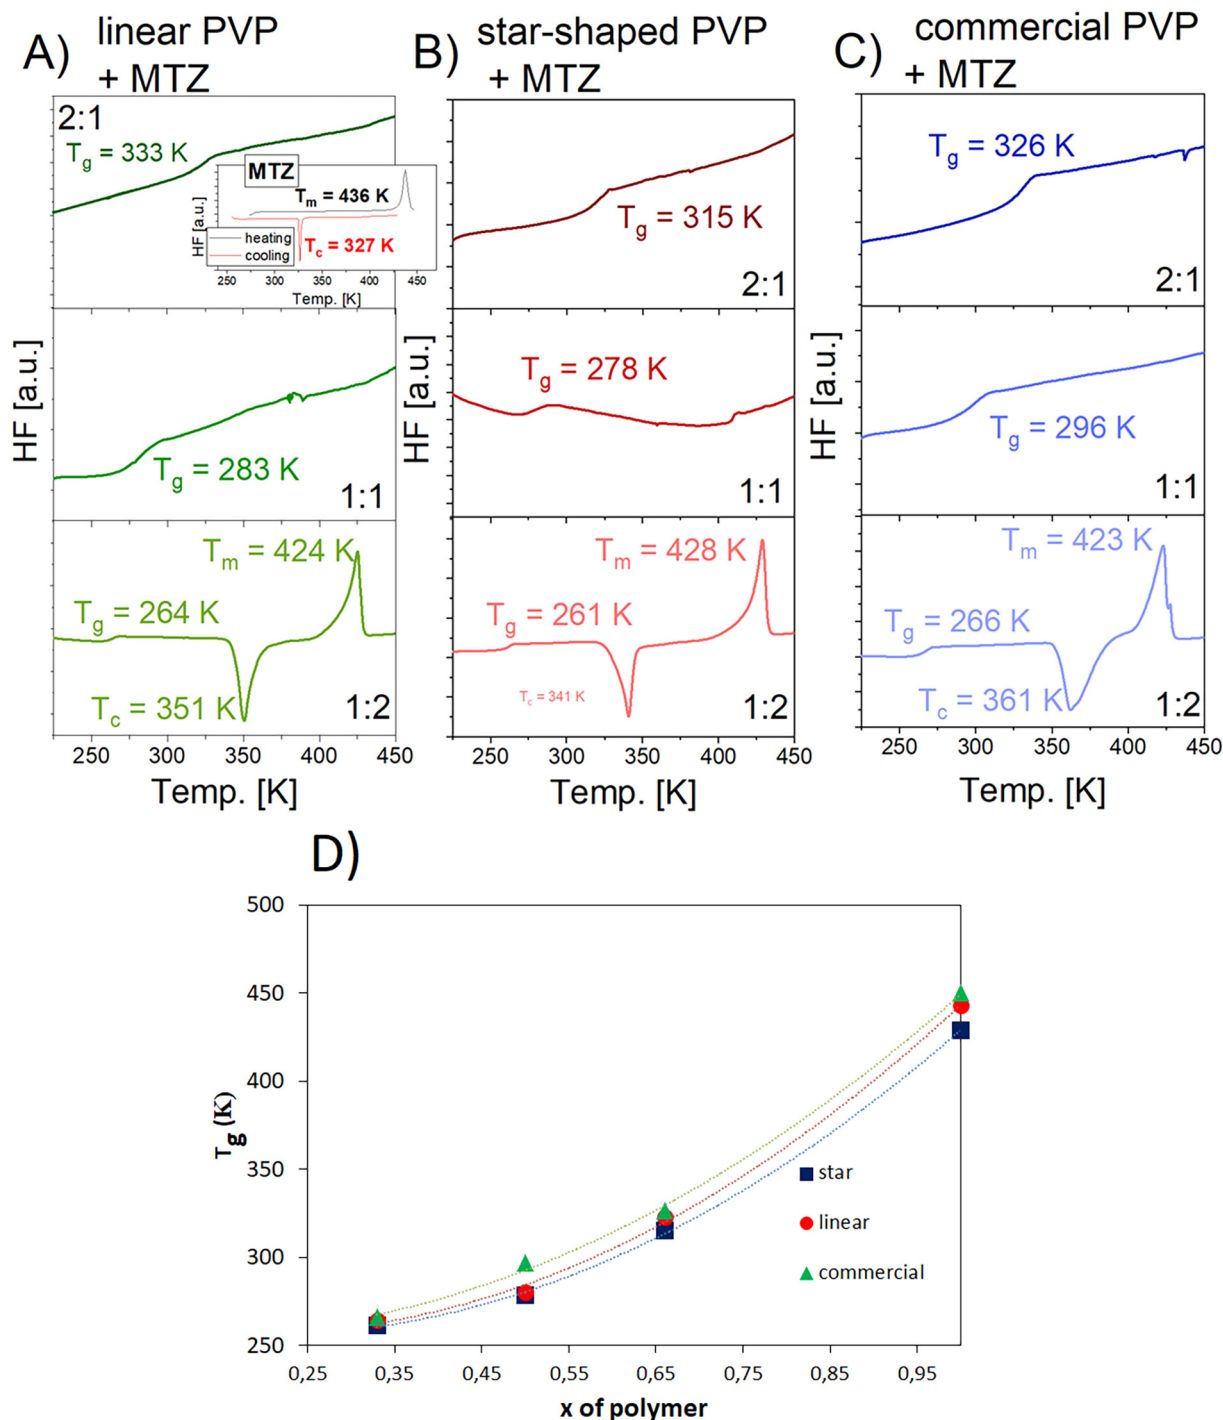 A) linear PVP
+ MTZ
2:1
Tg = 333 K
MTZ
Tm = 436 K
HF [a.u.]
heating
cooling
Tc = 327 K
250 300 350 400 450
Temp. [K]
HF [a.u.]
Tg = 283 K
1:1
Tm = 424 K
Tg = 264 K
Tc = 351 K
1:2
250 300 350 400 450
Temp. [K]
B) star-shaped PVP
+ MTZ
Tg = 315 K
2:1
HF [a.u.]
Tg = 278 K
1:1
Tm = 428 K
Tg = 261 K
Tc = 341 K
1:2
250 300 350 400 450
Temp. [K]
C) commercial PVP
+ MTZ
Tg = 326 K
2:1
HF [a.u.]
Tg = 296 K
1:1
Tm = 423 K
Tg = 266 K
Tc = 361 K
1:2
250 300 350 400 450
Temp. [K]
D)
500
450
400
350
300
250
Tg (K)
star
linear
commercial
0,25 0,35 0,45 0,55 0,65 0,75 0,85 0,95
x of polymer